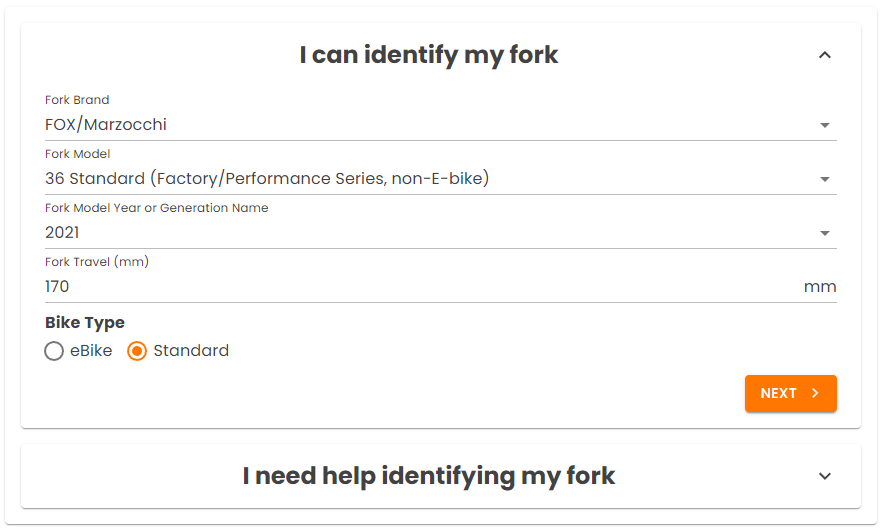 I can identify my fork
Fork Brand
FOX/Marzocchi
Fork Model
36 Standard (Factory/Performance Series, non-E-bike)
Fork Model Year or Generation Name
2021
Fork Travel (mm)
170 mm
Bike Type
eBike Standard
NEXT
I need help identifying my fork